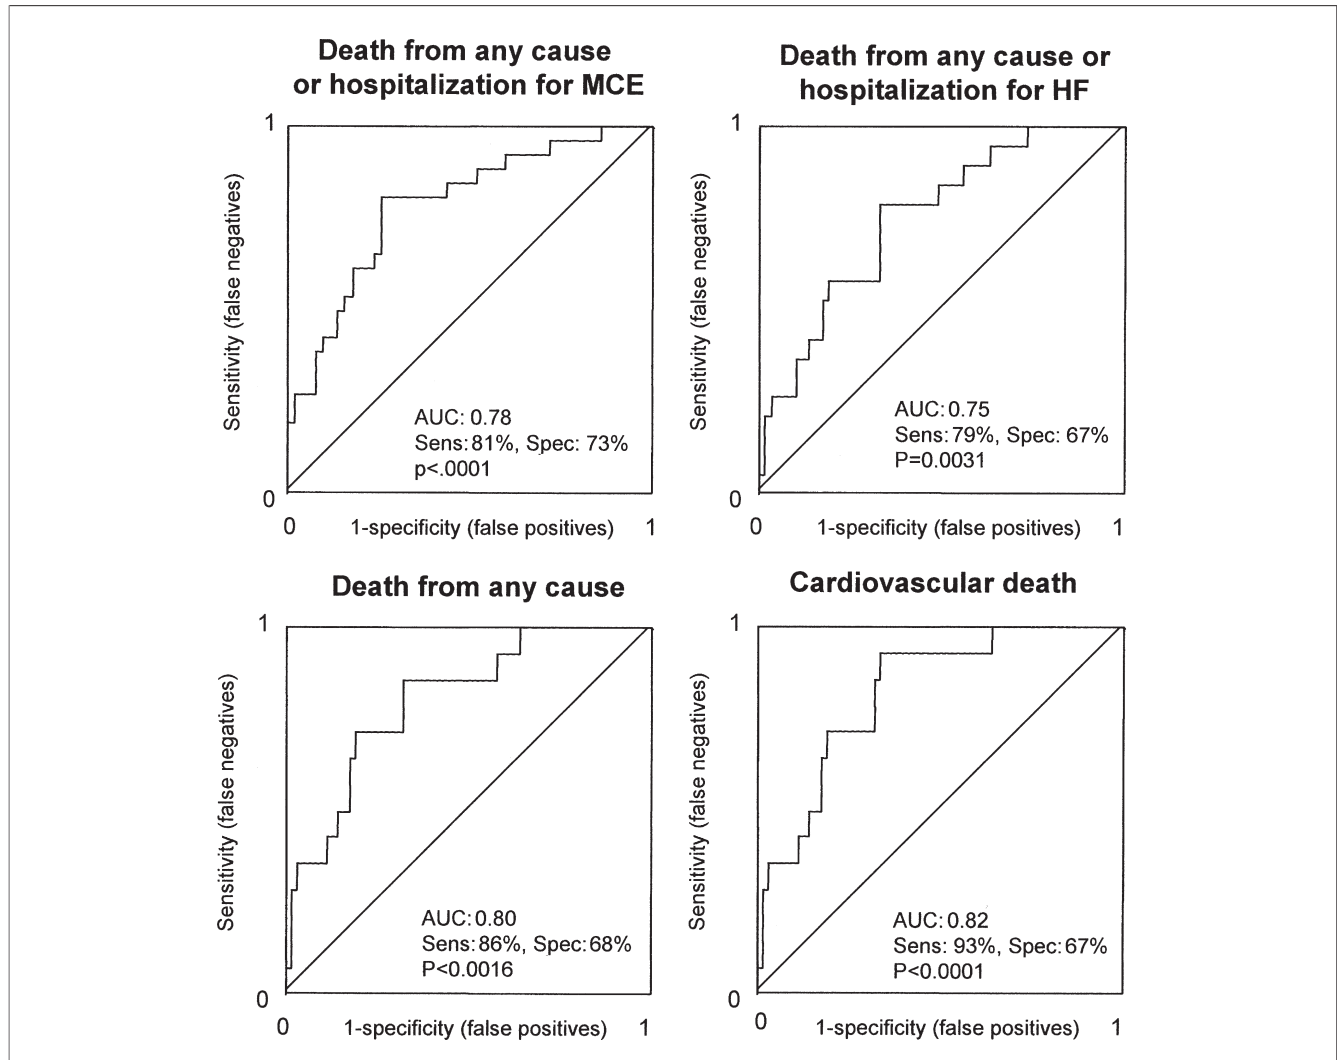 Death from any cause
or hospitalization for MCE
1
Sensitivity (false negatives)
AUC: 0.78
Sens: 81%, Spec: 73%
p<.0001
0
0 1-specificity (false positives) 1
Death from any cause or
hospitalization for HF
1
Sensitivity (false negatives)
AUC: 0.75
Sens: 79%, Spec: 67%
P=0.0031
0
0 1-specificity (false positives) 1
Death from any cause
1
Sensitivity (false negatives)
AUC: 0.80
Sens: 86%, Spec: 68%
P<0.0016
0
0 1-specificity (false positives) 1
Cardiovascular death
1
Sensitivity (false negatives)
AUC: 0.82
Sens: 93%, Spec: 67%
P<0.0001
0
0 1-specificity (false positives) 1